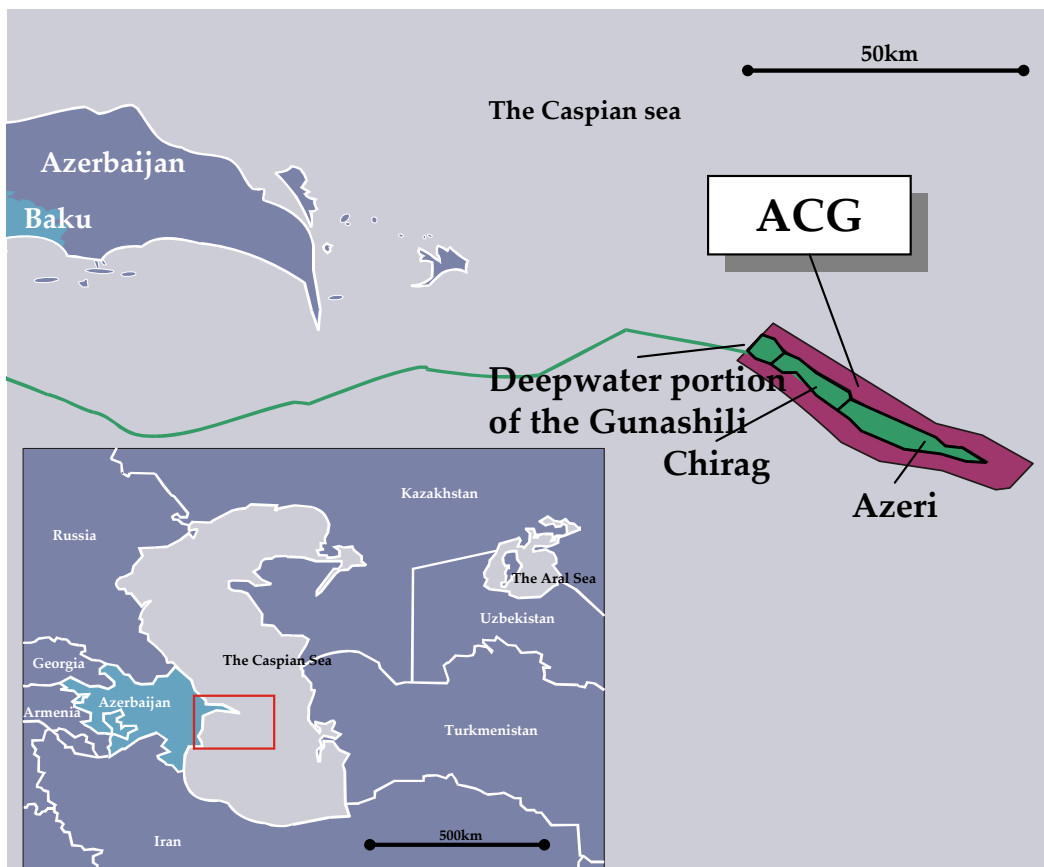 50km
The Caspian sea
Azerbaijan
Baku
ACG
Deepwater portion
of the Gunashili
Chirag
Azeri
Kazakhstan
Russia
The Aral Sea
Uzbekistan
The Caspian Sea
Georgia
Azerbaijan
Armenia
Turkmenistan
Iran
500km